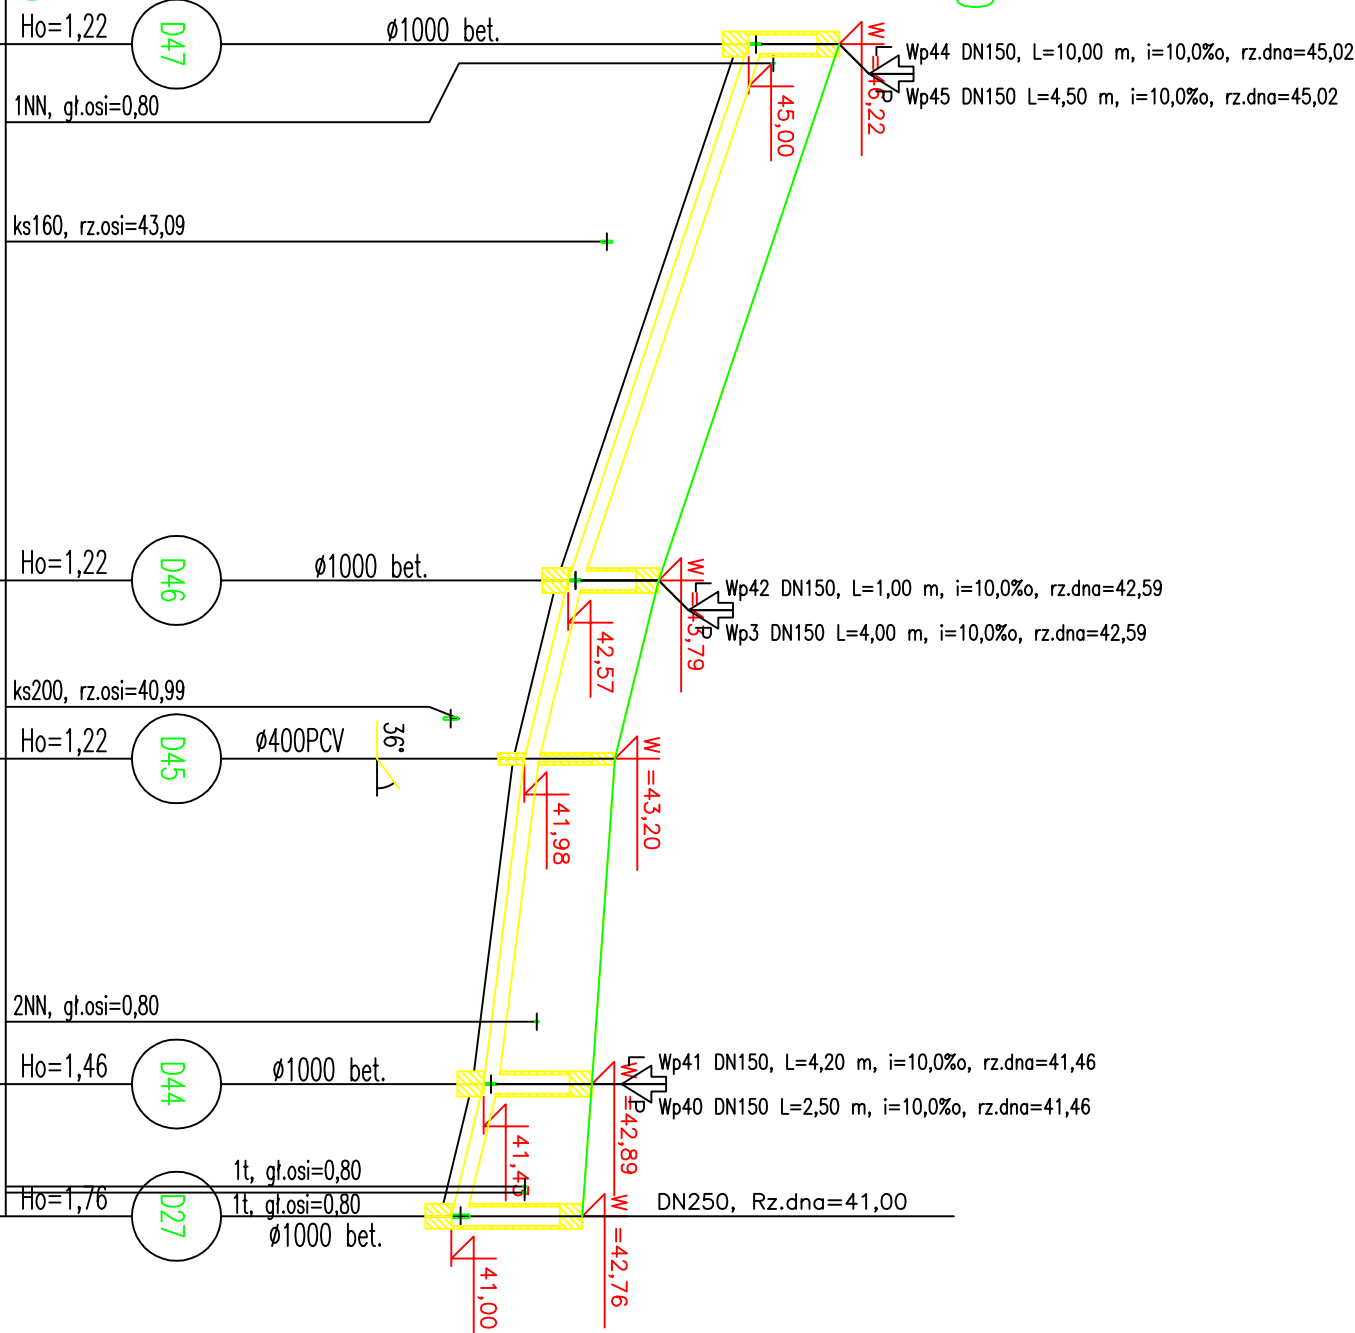 Ho=1,22
D47
ø1000 bet.
W =46,22
L
Wp44 DN150, L=10,00 m, i=10,0%o, rz.dna=45,02
P
Wp45 DN150 L=4,50 m, i=10,0%o, rz.dna=45,02
45,00
1NN, gł.osi=0,80
ks160, rz.osi=43,09
Ho=1,22
D46
ø1000 bet.
W =43,79
L
Wp42 DN150, L=1,00 m, i=10,0%o, rz.dna=42,59
P
Wp3 DN150 L=4,00 m, i=10,0%o, rz.dna=42,59
42,57
ks200, rz.osi=40,99
Ho=1,22
D45
ø400PCV
36°
W =43,20
41,98
2NN, gł.osi=0,80
Ho=1,46
D44
ø1000 bet.
W =42,89
L
Wp41 DN150, L=4,20 m, i=10,0%o, rz.dna=41,46
P
Wp40 DN150 L=2,50 m, i=10,0%o, rz.dna=41,46
41,43
1t, gł.osi=0,80
Ho=1,76
D27
1t, gł.osi=0,80
ø1000 bet.
W =42,76
DN250, Rz.dna=41,00
41,00